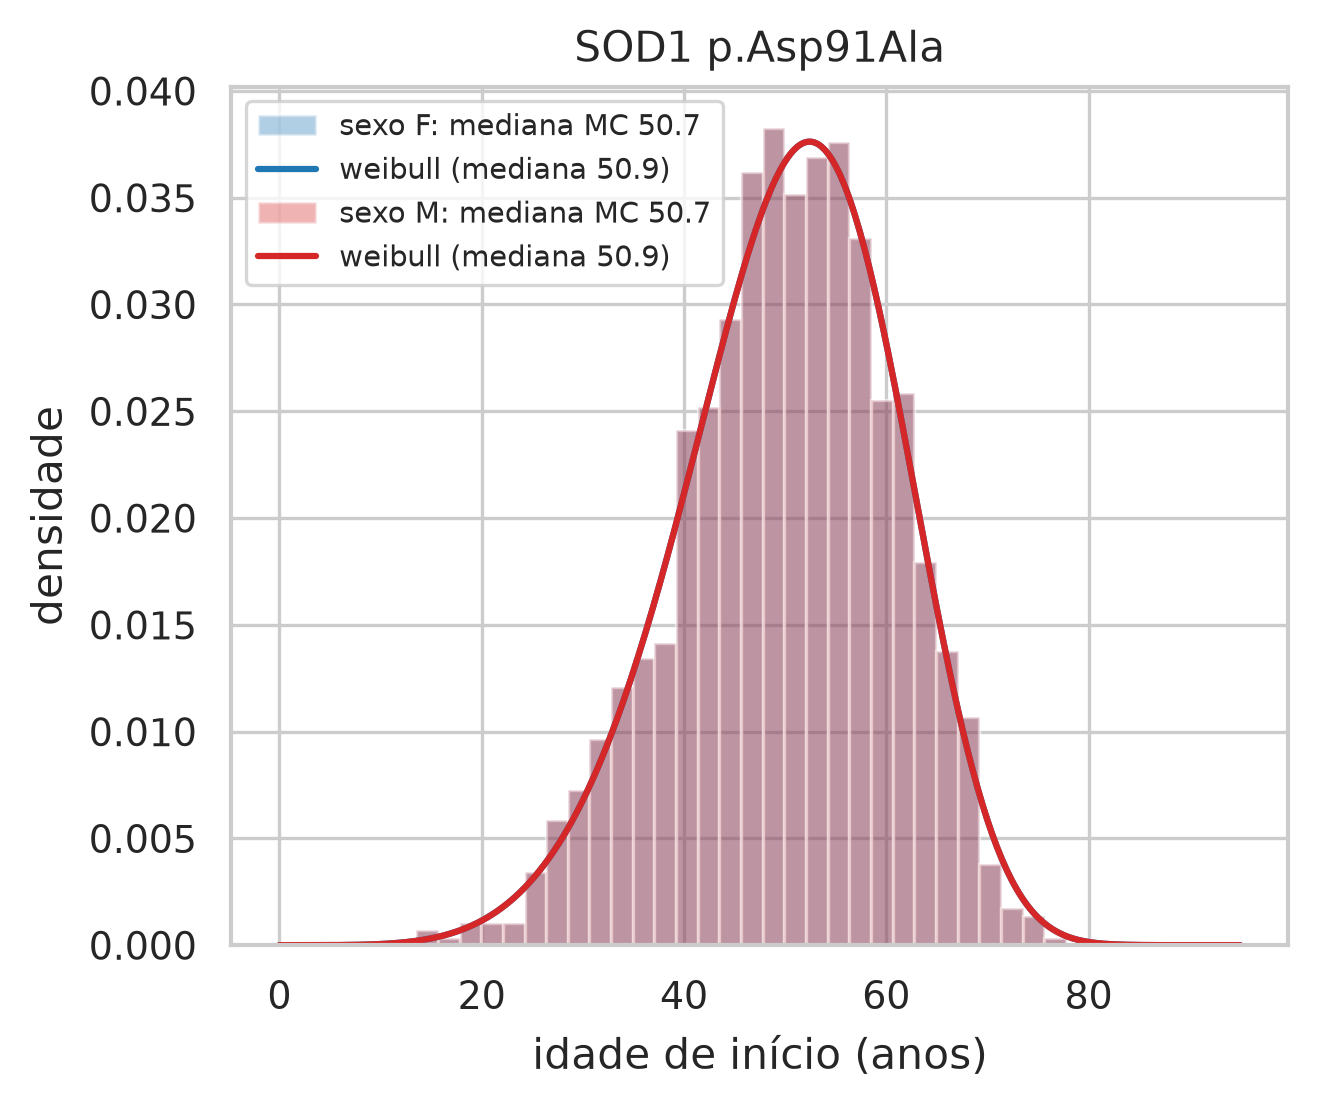 SOD1 p.Asp91Ala
sexo F: mediana MC 50.7
weibull (mediana 50.9)
sexo M: mediana MC 50.7
weibull (mediana 50.9)
0.040
0.035
0.030
0.025
0.020
0.015
0.010
0.005
0.000
densidade
0 20 40 60 80
idade de início (anos)